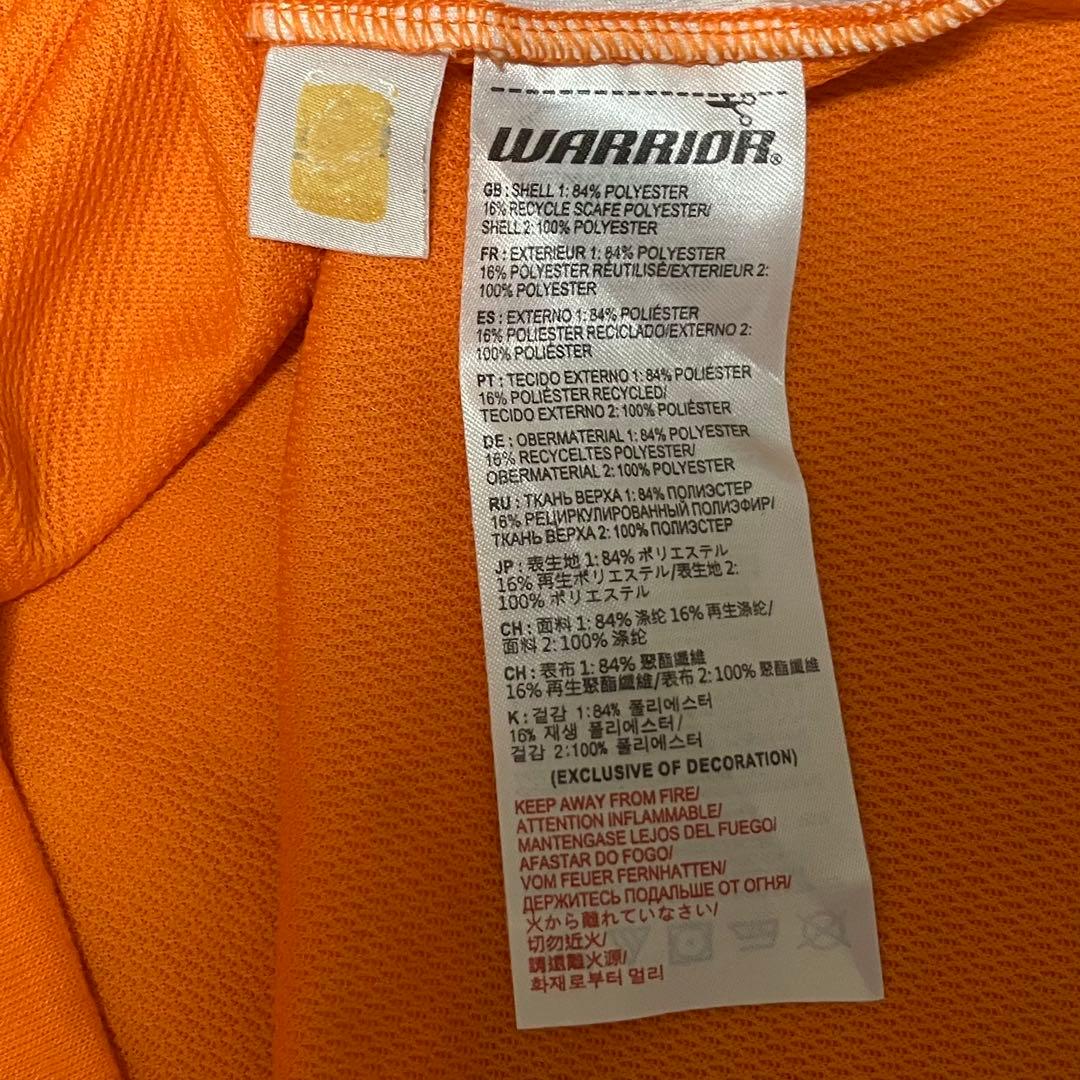 WARRIOR®
GB : SHELL 1: 84% POLYESTER
16% RECYCLE SCAFE POLYESTER/
SHELL 2: 100% POLYESTER
FR : EXTERIEUR 1: 84% POLYESTER
16% POLYESTER RÉUTILISÉ/EXTERIEUR 2:
100% POLYESTER
ES : EXTERNO 1: 84% POLIÉSTER
16% POLIESTER RECICLADO/EXTERNO 2:
100% POLIÉSTER
PT : TECIDO EXTERNO 1: 84% POLIÉSTER
16% POLIÉSTER RECYCLED/
TECIDO EXTERNO 2: 100% POLIÉSTER
DE : OBERMATERIAL 1: 84% POLYESTER
16% RECYCELTES POLYESTER/
OBERMATERIAL 2: 100% POLYESTER
RU : ТКАНЬ ВЕРХА 1: 84% ПОЛИЭСТЕР
16% РЕЦИРКУЛИРОВАННЫЙ ПОЛИЭФИР/
ТКАНЬ ВЕРХА 2: 100% ПОЛИЭСТЕР
JP : 表生地 1: 84% ポリエステル
16% 再生ポリエステル/表生地 2:
100% ポリエステル
CH : 面料 1: 84% 涤纶 16% 再生涤纶/
面料 2: 100% 涤纶
CH : 表布 1: 84% 聚酯纖維
16% 再生聚酯纖維/表布 2: 100% 聚酯纖維
K : 겉감 1:84% 폴리에스터
16% 재생 폴리에스터/
겉감 2:100% 폴리에스터
(EXCLUSIVE OF DECORATION)
KEEP AWAY FROM FIRE/
ATTENTION INFLAMMABLE/
MANTENGASE LEJOS DEL FUEGO/
AFASTAR DO FOGO/
VOM FEUER FERNHATTEN/
ДЕРЖИТЕСЬ ПОДАЛЬШЕ ОТ ОГНЯ/
火から離れていなさい/
切勿近火/
請遠離火源/
화재로부터 멀리